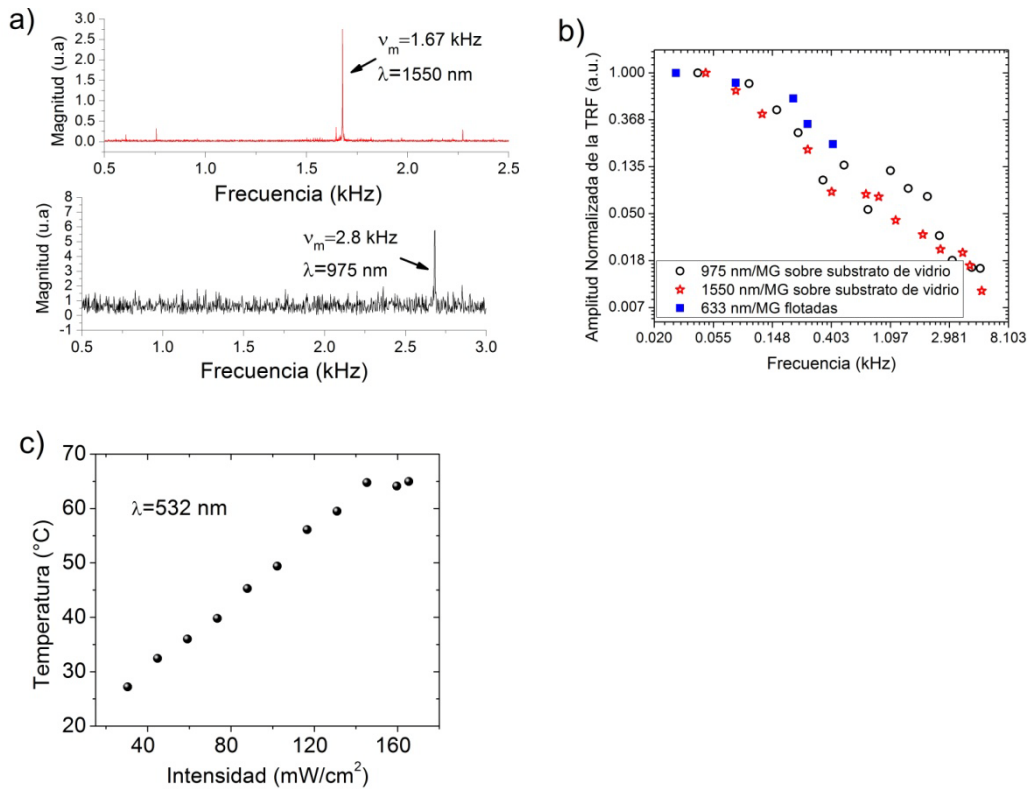 a)
3.0
2.5
2.0
1.5
1.0
0.5
0.0
Magnitud (u.a)
νm=1.67 kHz
λ=1550 nm
0.5 1.0 1.5 2.0 2.5
Frecuencia (kHz)
8
7
6
5
4
3
2
1
0
-1
Magnitud (u.a)
νm=2.8 kHz
λ=975 nm
0.5 1.0 1.5 2.0 2.5 3.0
Frecuencia (kHz)
b)
Amplitud Normalizada de la TRF (a.u.)
1.000
0.368
0.135
0.050
0.018
0.007
975 nm/MG sobre substrato de vidrio
1550 nm/MG sobre substrato de vidrio
633 nm/MG flotadas
0.020 0.055 0.148 0.403 1.097 2.981 8.103
Frecuencia (kHz)
c)
70
60
50
40
30
20
Temperatura (°C)
λ=532 nm
40 80 120 160
Intensidad (mW/cm²)